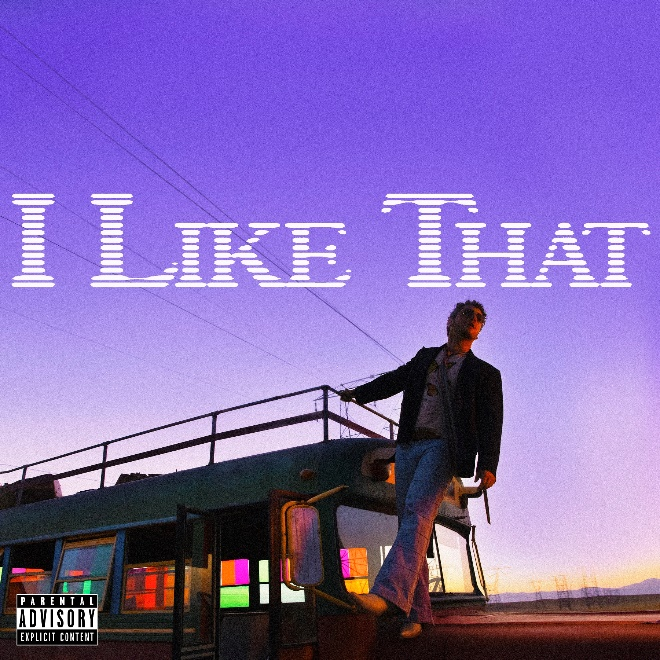 I LIKE THAT
PARENTAL
ADVISORY
EXPLICIT CONTENT